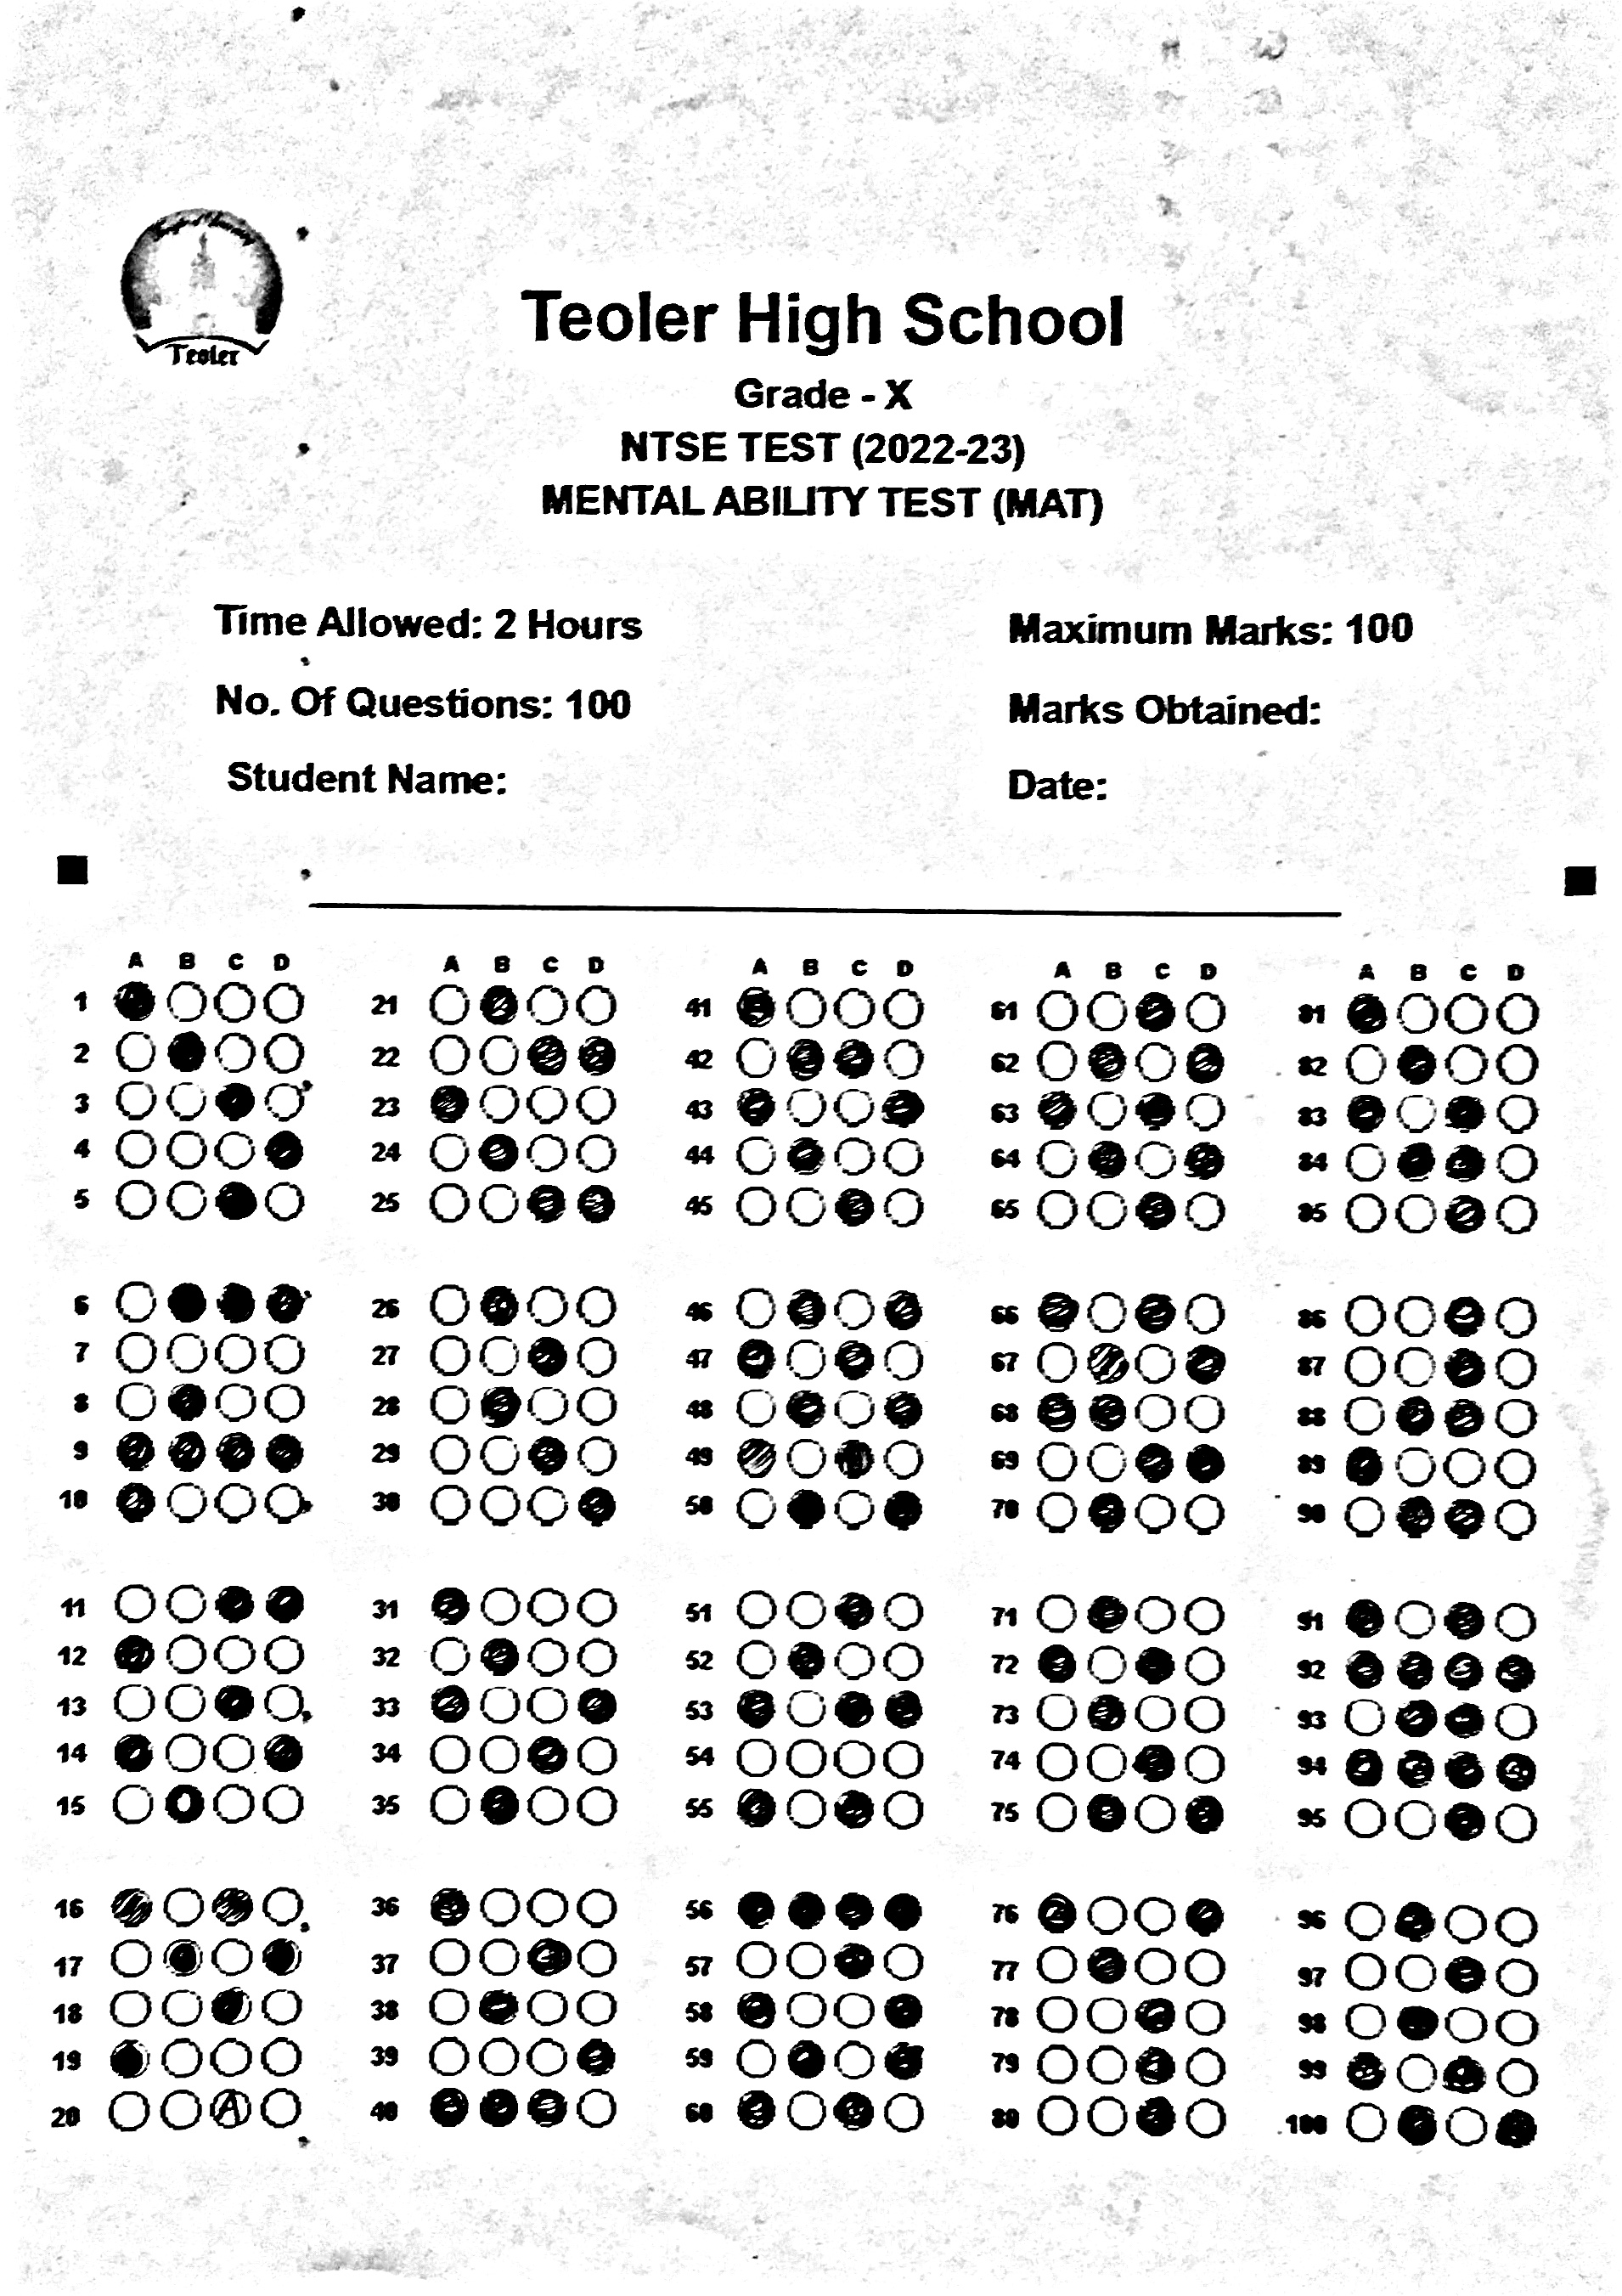 Teoler
Teoler High School
Grade - X
NTSE TEST (2022-23)
MENTAL ABILITY TEST (MAT)
Time Allowed: 2 Hours
Maximum Marks: 100
No. Of Questions: 100
Marks Obtained:
Student Name:
Date:
A B C D A B C D A B C D A B C D A B C D
1 21 41 61 81
2 22 42 62 82
3 23 43 63 83
4 24 44 64 84
5 25 45 65 85
6 26 46 66 86
7 27 47 67 87
8 28 48 68 88
9 29 49 69 89
10 30 50 70 90
11 31 51 71 91
12 32 52 72 92
13 33 53 73 93
14 34 54 74 94
15 35 55 75 95
16 36 56 76 96
17 37 57 77 97
18 38 58 78 98
19 39 59 79 99
20 A 40 60 80 100